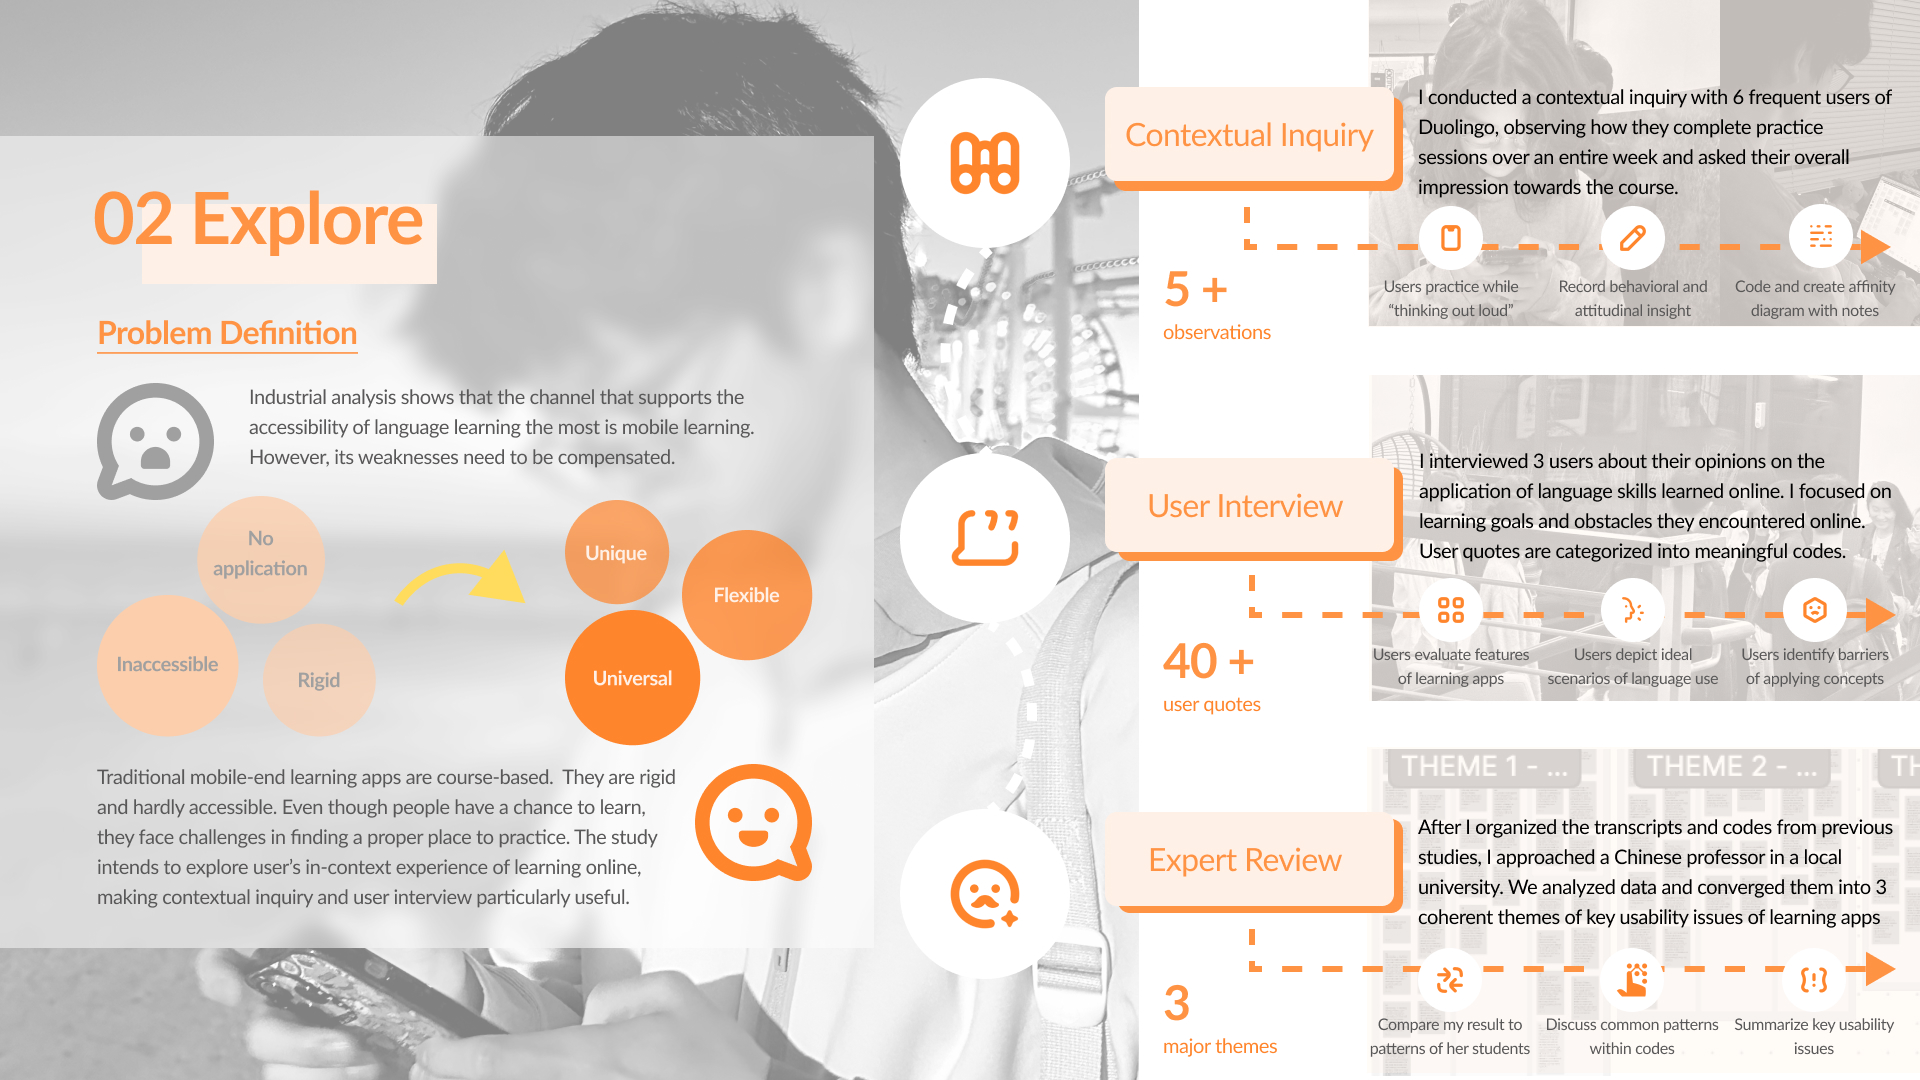 02 Explore
Problem Definition
Industrial analysis shows that the channel that supports the
accessibility of language learning the most is mobile learning.
However, its weaknesses need to be compensated.
No
application
Inaccessible
Rigid
Unique
Flexible
Universal
Traditional mobile-end learning apps are course-based.  They are rigid
and hardly accessible. Even though people have a chance to learn,
they face challenges in finding a proper place to practice. The study
intends to explore user’s in-context experience of learning online,
making contextual inquiry and user interview particularly useful.
Contextual Inquiry
I conducted a contextual inquiry with 6 frequent users of
Duolingo, observing how they complete practice
sessions over an entire week and asked their overall
impression towards the course.
5 +
observations
Users practice while
“thinking out loud”
Record behavioral and
attitudinal insight
Code and create affinity
diagram with notes
User Interview
I interviewed 3 users about their opinions on the
application of language skills learned online. I focused on
learning goals and obstacles they encountered online.
User quotes are categorized into meaningful codes.
40 +
user quotes
Users evaluate features
of learning apps
Users depict ideal
scenarios of language use
Users identify barriers
of applying concepts
THEME 1 - ...
THEME 2 - ...
TH
Expert Review
After I organized the transcripts and codes from previous
studies, I approached a Chinese professor in a local
university. We analyzed data and converged them into 3
coherent themes of key usability issues of learning apps
3
major themes
Compare my result to
patterns of her students
Discuss common patterns
within codes
Summarize key usability
issues